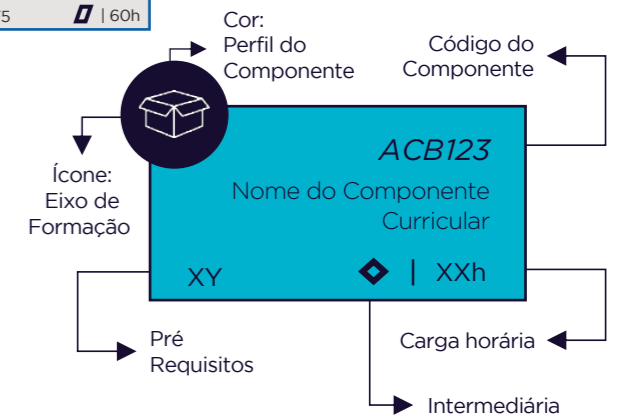 5 | 60h
Cor:
Perfil do
Componente
Código do
Componente
ACB123
Nome do Componente
Curricular
XY | XXh
Ícone:
Eixo de
Formação
Pré
Requisitos
Carga horária
Intermediária